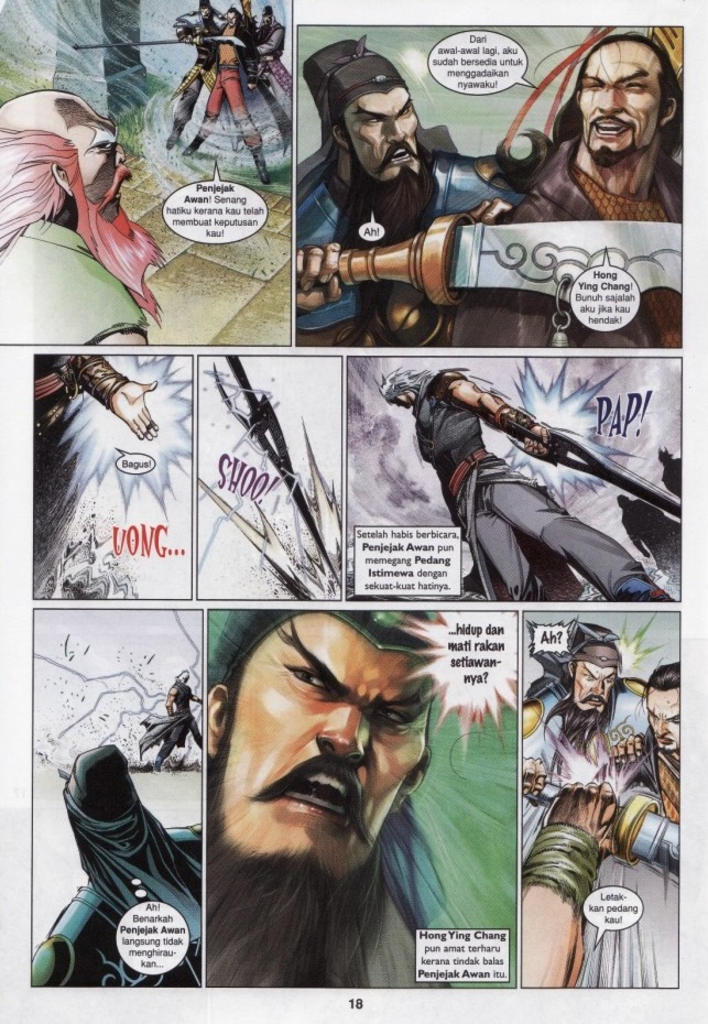 Penjejak
Awan! Senang
hatiku kerana kau telah
membuat keputusan
kau!
Dari
awal-awal lagi, aku
sudah bersedia untuk
menggadaikan
nyawaku!
Ah!
Hong
Ying Chang!
Bunuh sajalah
aku jika kau
hendak!
Bagus!
UONG...
SHOO!
PAP!
Setelah habis berbicara,
Penjejak Awan pun
memegang Pedang
Istimewa dengan
sekuat-kuat hatinya.
Ah!
Benarkah
Penjejak Awan
langsung tidak
menghirau-
kan...
...hidup dan
mati rakan
setiawan-
nya?
Hong Ying Chang
pun amat terharu
kerana tindak balas
Penjejak Awan itu.
Ah?
Letak-
kan pedang
kau!
18